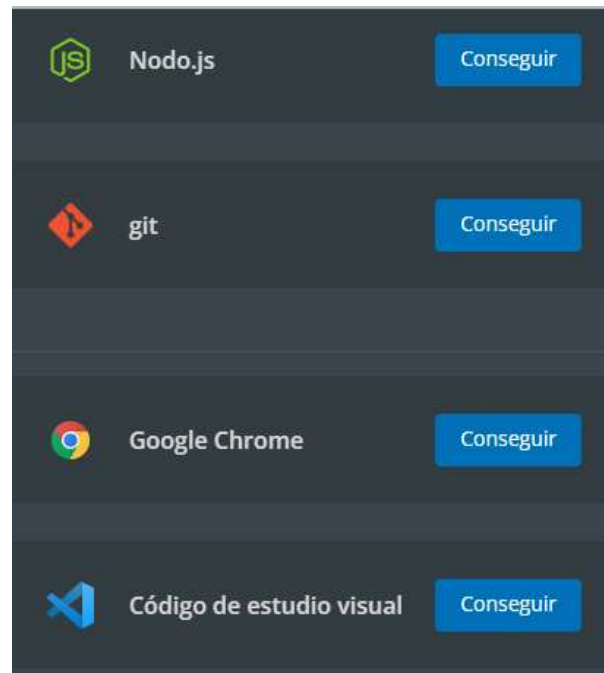 JS
Nodo.js
Conseguir
git
Conseguir
Google Chrome
Conseguir
Código de estudio visual
Conseguir